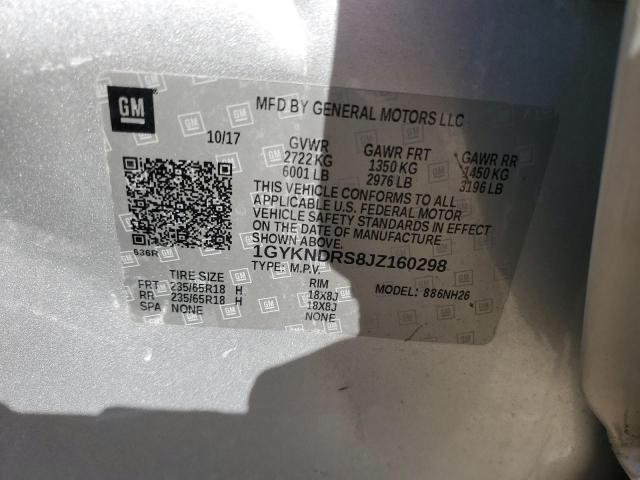 GM
MFD BY GENERAL MOTORS LLC
10/17
GVWR GAWR FRT GAWR RR
2722 KG 1350 KG 1450 KG
6001 LB 2976 LB 3196 LB
THIS VEHICLE CONFORMS TO ALL
APPLICABLE U.S. FEDERAL MOTOR
VEHICLE SAFETY STANDARDS IN EFFECT
ON THE DATE OF MANUFACTURE
SHOWN ABOVE.
636R
1GYKNDRS8JZ160298
TYPE: M.P.V.
TIRE SIZE RIM
FRT 235/65R18 H 18X8J MODEL: 886NH26
RR 235/65R18 H 18X8J
SPA NONE NONE